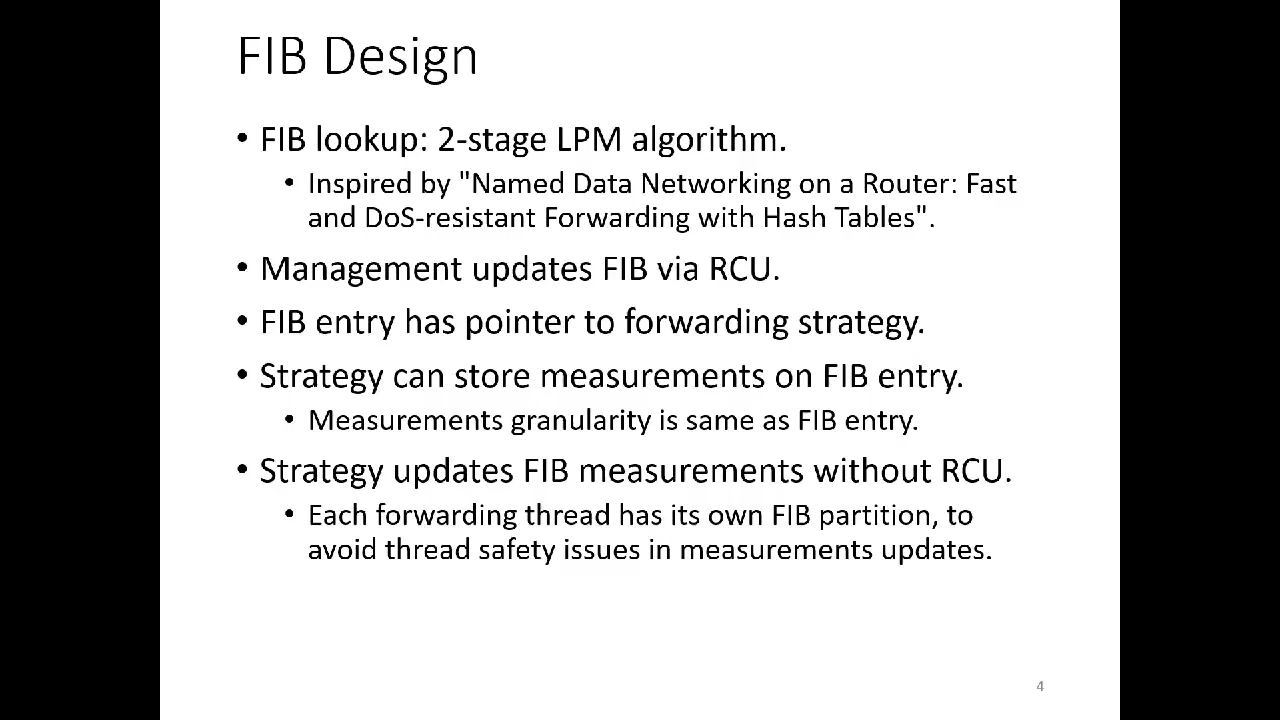 FIB Design
• FIB lookup: 2-stage LPM algorithm.
• Inspired by "Named Data Networking on a Router: Fast
and DoS-resistant Forwarding with Hash Tables".
• Management updates FIB via RCU.
• FIB entry has pointer to forwarding strategy.
• Strategy can store measurements on FIB entry.
• Measurements granularity is same as FIB entry.
• Strategy updates FIB measurements without RCU.
• Each forwarding thread has its own FIB partition, to
avoid thread safety issues in measurements updates.
4